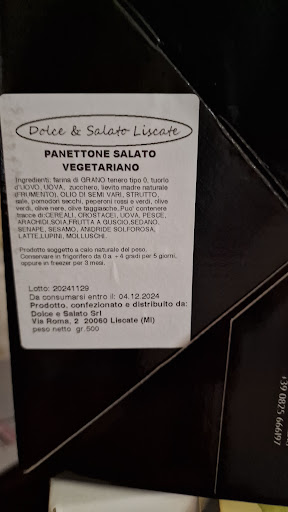 Dolce & Salato Liscate
PANETTONE SALATO
VEGETARIANO
Ingredienti: farina di GRANO tenero tipo 0, tuorlo
d'UOVO, UOVA, zucchero, lievito madre naturale
d'FRUMENTO), OLIO DI SEMI VARI, STRUTTO,
sale, pomodori secchi, peperoni rossi e verdi, olive
verdi, olive nere, olive taggiasche,Puo' contenere
tracce di:CEREALI, CROSTACEI, UOVA, PESCE,
ARACHIDI,SOIA,FRUTTA A GUSCIO,SEDANO,
SENAPE, SESAMO, ANIDRIDE SOLFOROSA,
LATTE,LUPINI, MOLLUSCHI.
Prodotto soggetto a calo naturale del peso.
Conservare in frigorifero da 0 a + 4 gradi per 5 giorni,
oppure in freezer per 3 mesi.
Lotto: 20241129
Da consumarsi entro il: 04.12.2024
Prodotto, confezionato e distribuito da:
Dolce e Salato Srl
Via Roma, 2 20060 Liscate (MI)
peso netto gr.500
+39 0825 666197